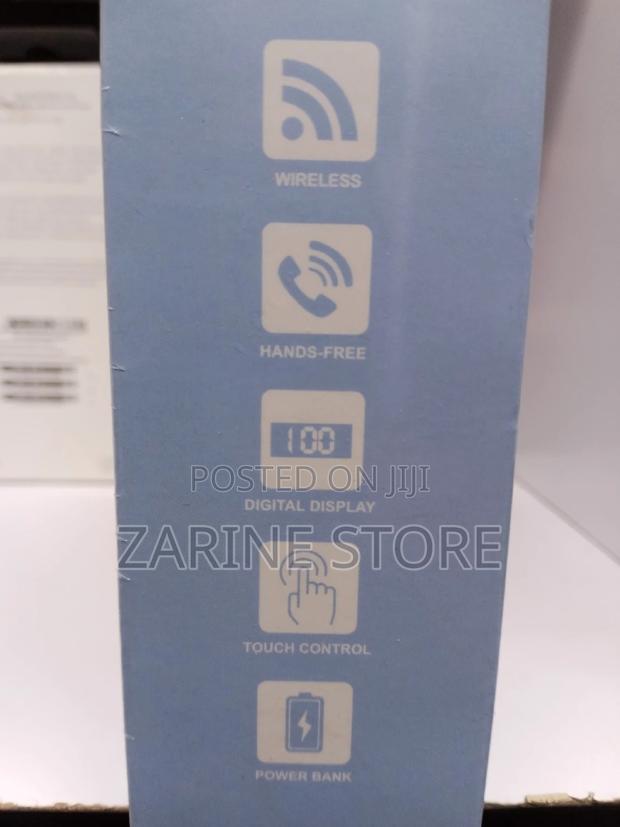 WIRELESS
HANDS-FREE
100
POSTED ON JIJI
DIGITAL DISPLAY
ZARINE STORE
TOUCH CONTROL
POWER BANK